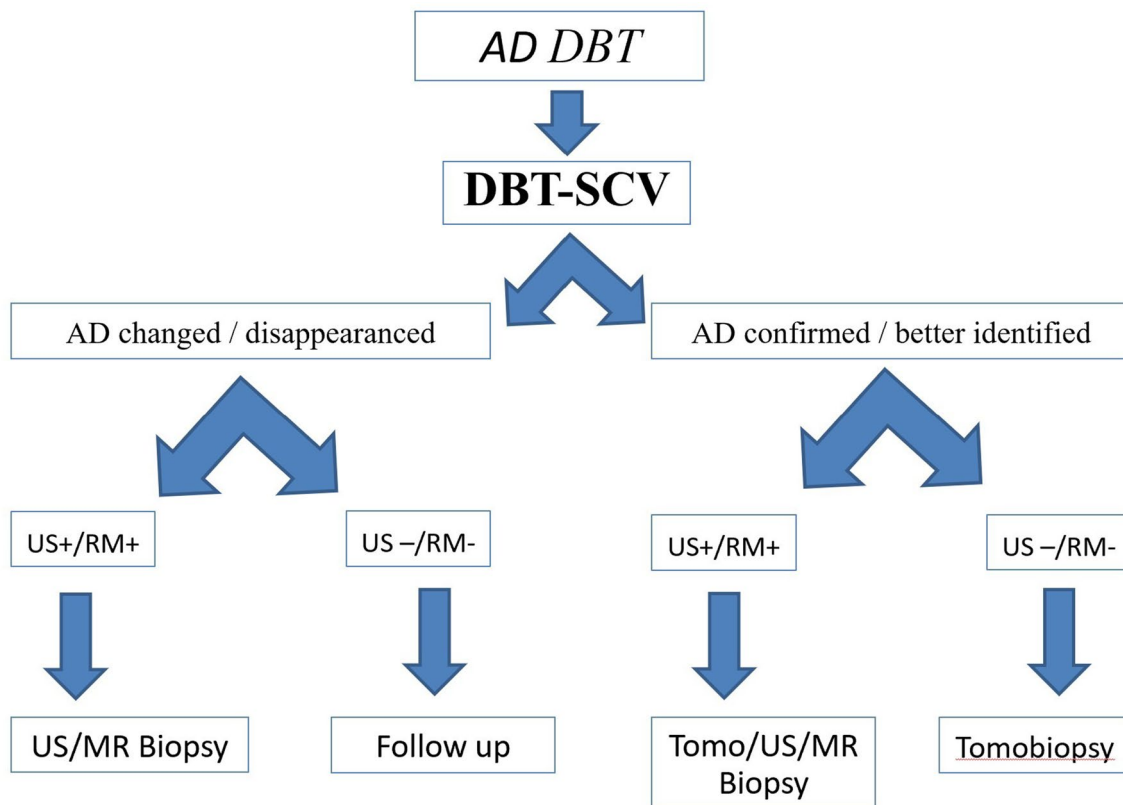 AD DBT
DBT-SCV
AD changed / disappearanced
AD confirmed / better identified
US+/RM+
US –/RM-
US+/RM+
US –/RM-
US/MR Biopsy
Follow up
Tomo/US/MR
Biopsy
Tomobiopsy